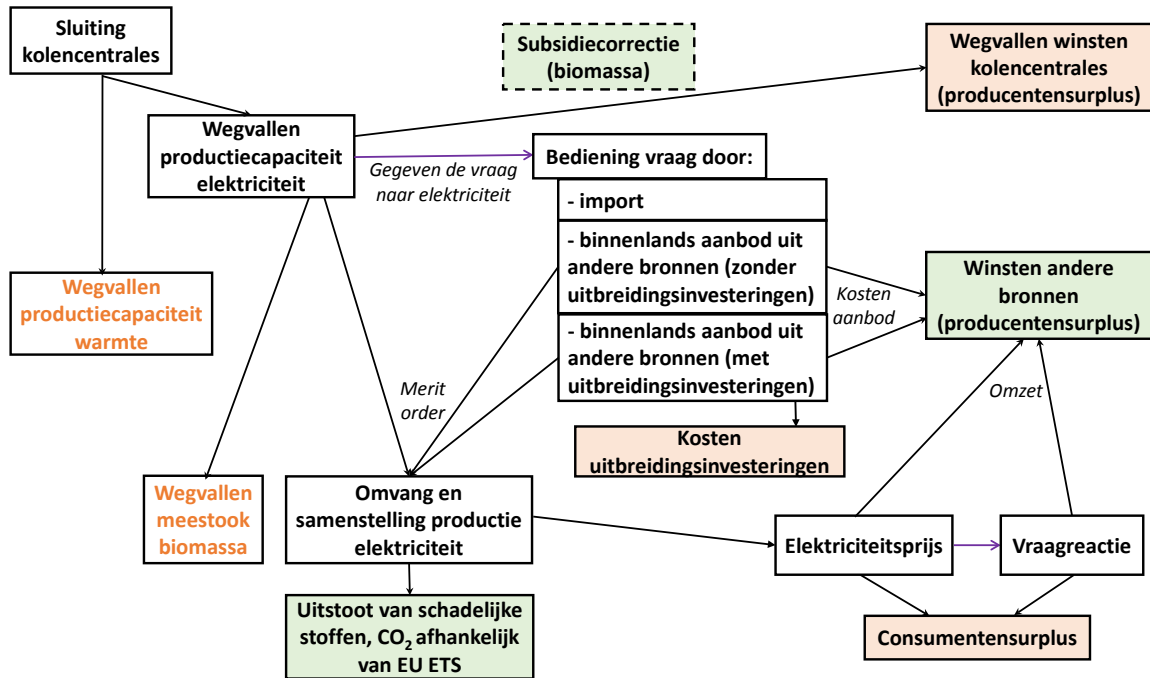 Sluiting
kolencentrales
Subsidiecorrectie
(biomassa)
Wegvallen winsten
kolencentrales
(producentensurplus)
Wegvallen
productiecapaciteit
elektriciteit
Gegeven de vraag
naar elektriciteit
Bediening vraag door:
- import
- binnenlands aanbod uit
andere bronnen (zonder
uitbreidingsinvesteringen)
- binnenlands aanbod uit
andere bronnen (met
uitbreidingsinvesteringen)
Kosten
aanbod
Winsten andere
bronnen
(producentensurplus)
Wegvallen
productiecapaciteit
warmte
Merit
order
Omzet
Kosten
uitbreidingsinvesteringen
Wegvallen
meestook
biomassa
Omvang en
samenstelling productie
elektriciteit
Elektriciteitsprijs
Vraagreactie
Uitstoot van schadelijke
stoffen, CO₂ afhankelijk
van EU ETS
Consumentensurplus